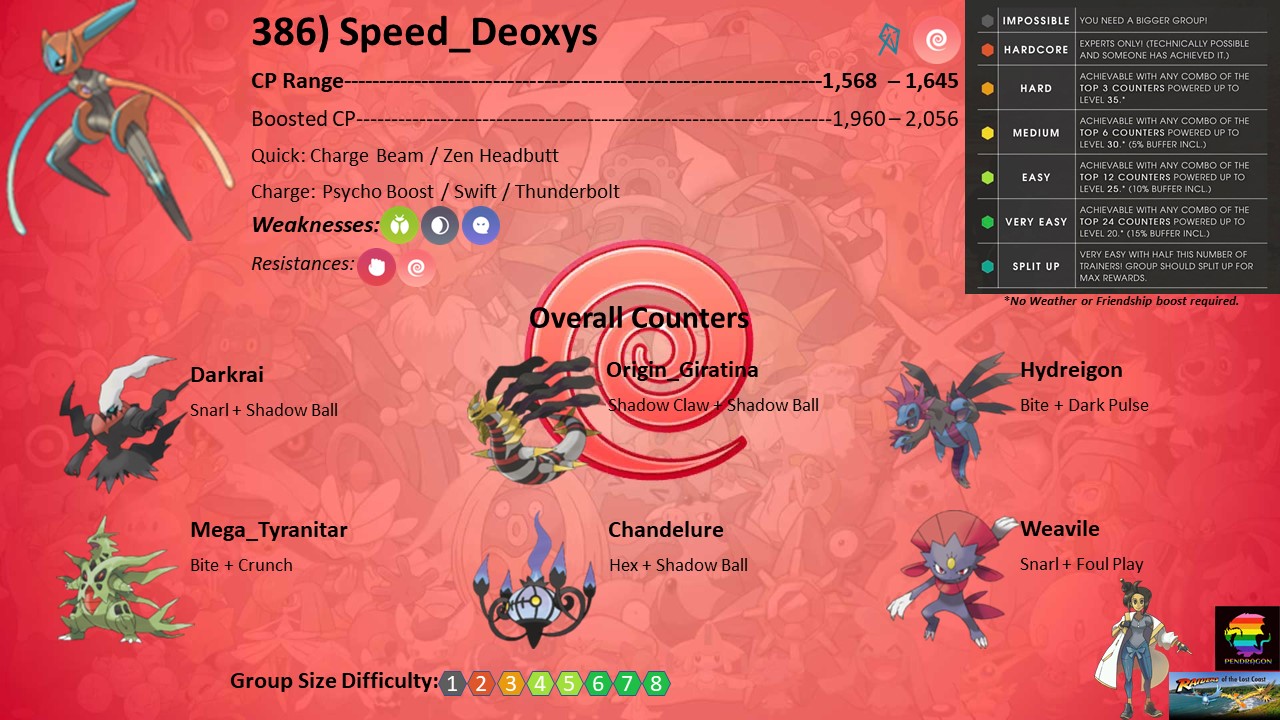 386) Speed_Deoxys
CP Range--------------------------------------------------------------------------1,568 – 1,645
Boosted CP--------------------------------------------------------------------------1,960 – 2,056
Quick: Charge Beam / Zen Headbutt
Charge: Psycho Boost / Swift / Thunderbolt
Weaknesses:
Resistances:
IMPOSSIBLE YOU NEED A BIGGER GROUP!
HARDCORE EXPERTS ONLY! (TECHNICALLY POSSIBLE
AND SOMEONE HAS ACHIEVED IT.)
HARD ACHIEVABLE WITH ANY COMBO OF THE
TOP 3 COUNTERS POWERED UP TO
LEVEL 35.*
MEDIUM ACHIEVABLE WITH ANY COMBO OF THE
TOP 6 COUNTERS POWERED UP TO
LEVEL 30.* (5% BUFFER INCL.)
EASY ACHIEVABLE WITH ANY COMBO OF THE
TOP 12 COUNTERS POWERED UP TO
LEVEL 25.* (10% BUFFER INCL.)
VERY EASY ACHIEVABLE WITH ANY COMBO OF THE
TOP 24 COUNTERS POWERED UP TO
LEVEL 20.* (15% BUFFER INCL.)
SPLIT UP VERY EASY WITH HALF THIS NUMBER OF
TRAINERS! GROUP SHOULD SPLIT UP FOR
MAX REWARDS.
*No Weather or Friendship boost required.
Overall Counters
Darkrai
Snarl + Shadow Ball
Origin_Giratina
Shadow Claw + Shadow Ball
Hydreigon
Bite + Dark Pulse
Mega_Tyranitar
Bite + Crunch
Chandelure
Hex + Shadow Ball
Weavile
Snarl + Foul Play
Group Size Difficulty: 1 2 3 4 5 6 7 8
PENDRAGON
RAIDERS of the Lost Coast